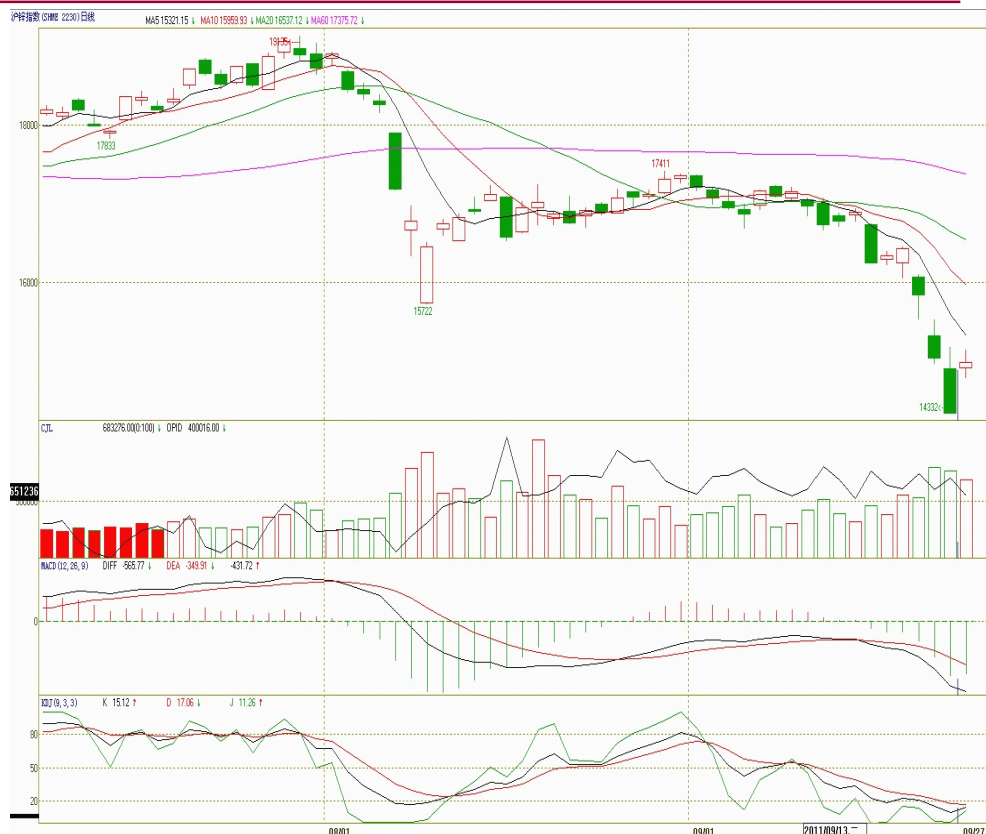 沪锌指数(SHME 2230)日线 MA5 15321.15 ↓ MA10 15959.93 ↓ MA20 16537.12 ↓ MA60 17375.72 ↓
19135
18000
17833
17411
16000
15722
14332
CJL 683276.00(0:100) ↓ OPID 400016.00 ↓
651236
MACD(12,26,9) DIFF -565.77 ↓ DEA -349.91 ↓ -431.72 ↑
0
KDJ(9,3,3) K 15.12 ↑ D 17.06 ↓ J 11.26 ↑
80
50
20
08/01 09/01 2011/09/13,二 09/27